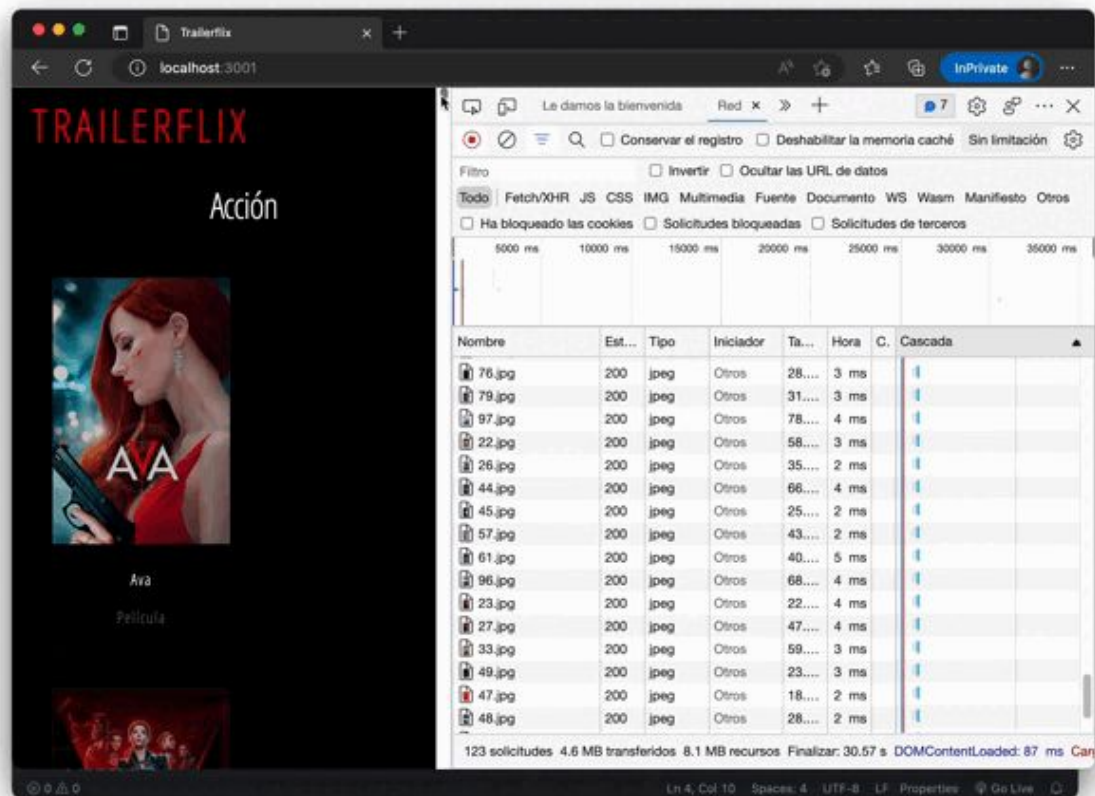 Trailerflix
localhost:3001
InPrivate
TRAILERFLIX
Acción
AVA
Ava
Película
Le damos la bienvenida Red 7
Conservar el registro Deshabilitar la memoria caché Sin limitación
Filtro Invertir Ocultar las URL de datos
Todo Fetch/XHR JS CSS IMG Multimedia Fuente Documento WS Wasm Manifiesto Otros
Ha bloqueado las cookies Solicitudes bloqueadas Solicitudes de terceros
5000 ms 10000 ms 15000 ms 20000 ms 25000 ms 30000 ms 35000 ms
Nombre Est... Tipo Iniciador Ta... Hora C. Cascada
76.jpg 200 jpeg Otros 28.... 3 ms
79.jpg 200 jpeg Otros 31.... 3 ms
97.jpg 200 jpeg Otros 78.... 4 ms
22.jpg 200 jpeg Otros 58.... 3 ms
26.jpg 200 jpeg Otros 35.... 2 ms
44.jpg 200 jpeg Otros 66.... 4 ms
45.jpg 200 jpeg Otros 25.... 2 ms
57.jpg 200 jpeg Otros 43.... 2 ms
61.jpg 200 jpeg Otros 40.... 5 ms
96.jpg 200 jpeg Otros 68.... 4 ms
23.jpg 200 jpeg Otros 22.... 4 ms
27.jpg 200 jpeg Otros 47.... 4 ms
33.jpg 200 jpeg Otros 59.... 3 ms
49.jpg 200 jpeg Otros 23.... 3 ms
47.jpg 200 jpeg Otros 18.... 2 ms
48.jpg 200 jpeg Otros 28.... 2 ms
123 solicitudes 4.6 MB transferidos 8.1 MB recursos Finalizar: 30.57 s DOMContentLoaded: 87 ms Car
0 0 Ln 4, Col 10 Spaces: 4 UTF-8 LF Properties Go Live